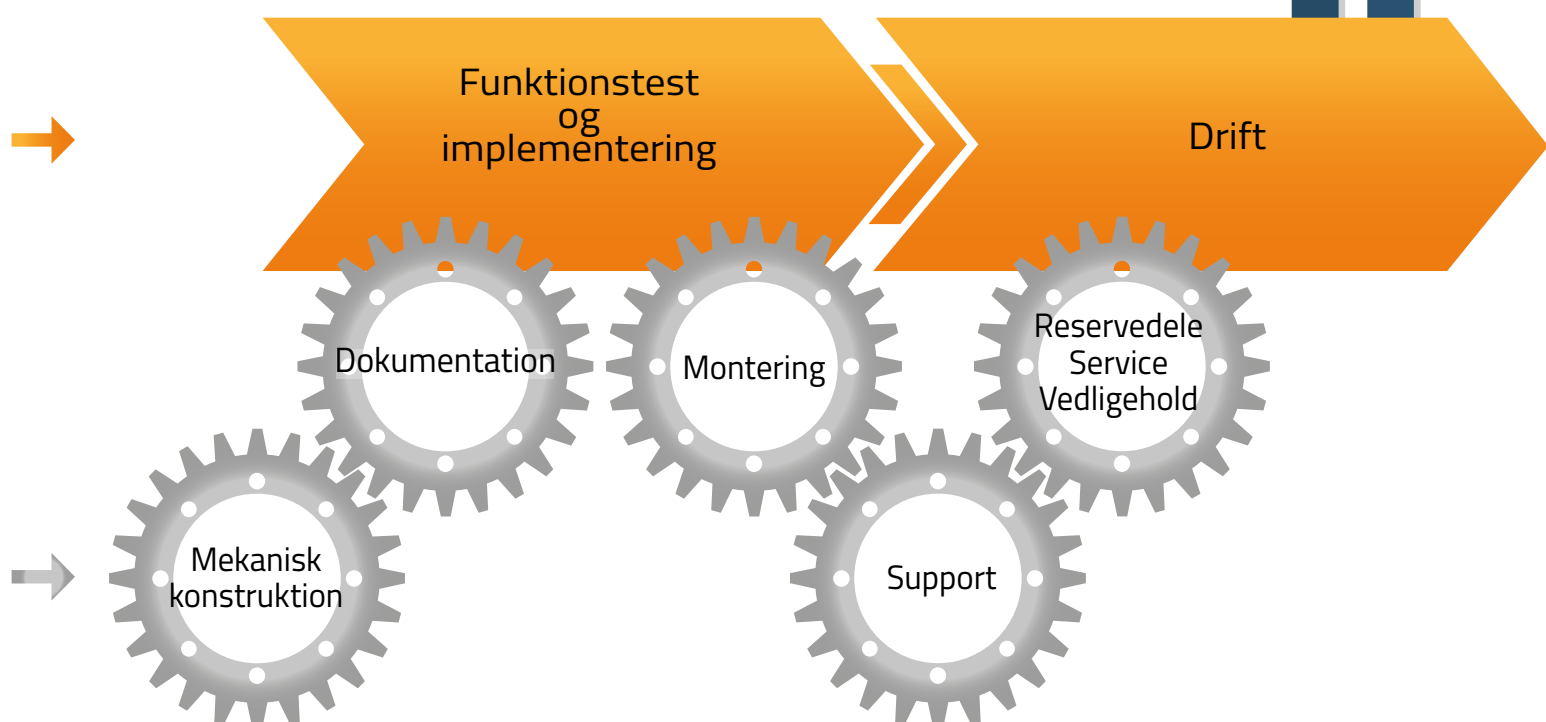 Funktionstest
og
implementering
Drift
Dokumentation
Montering
Reservedele
Service
Vedligehold
Mekanisk
konstruktion
Support